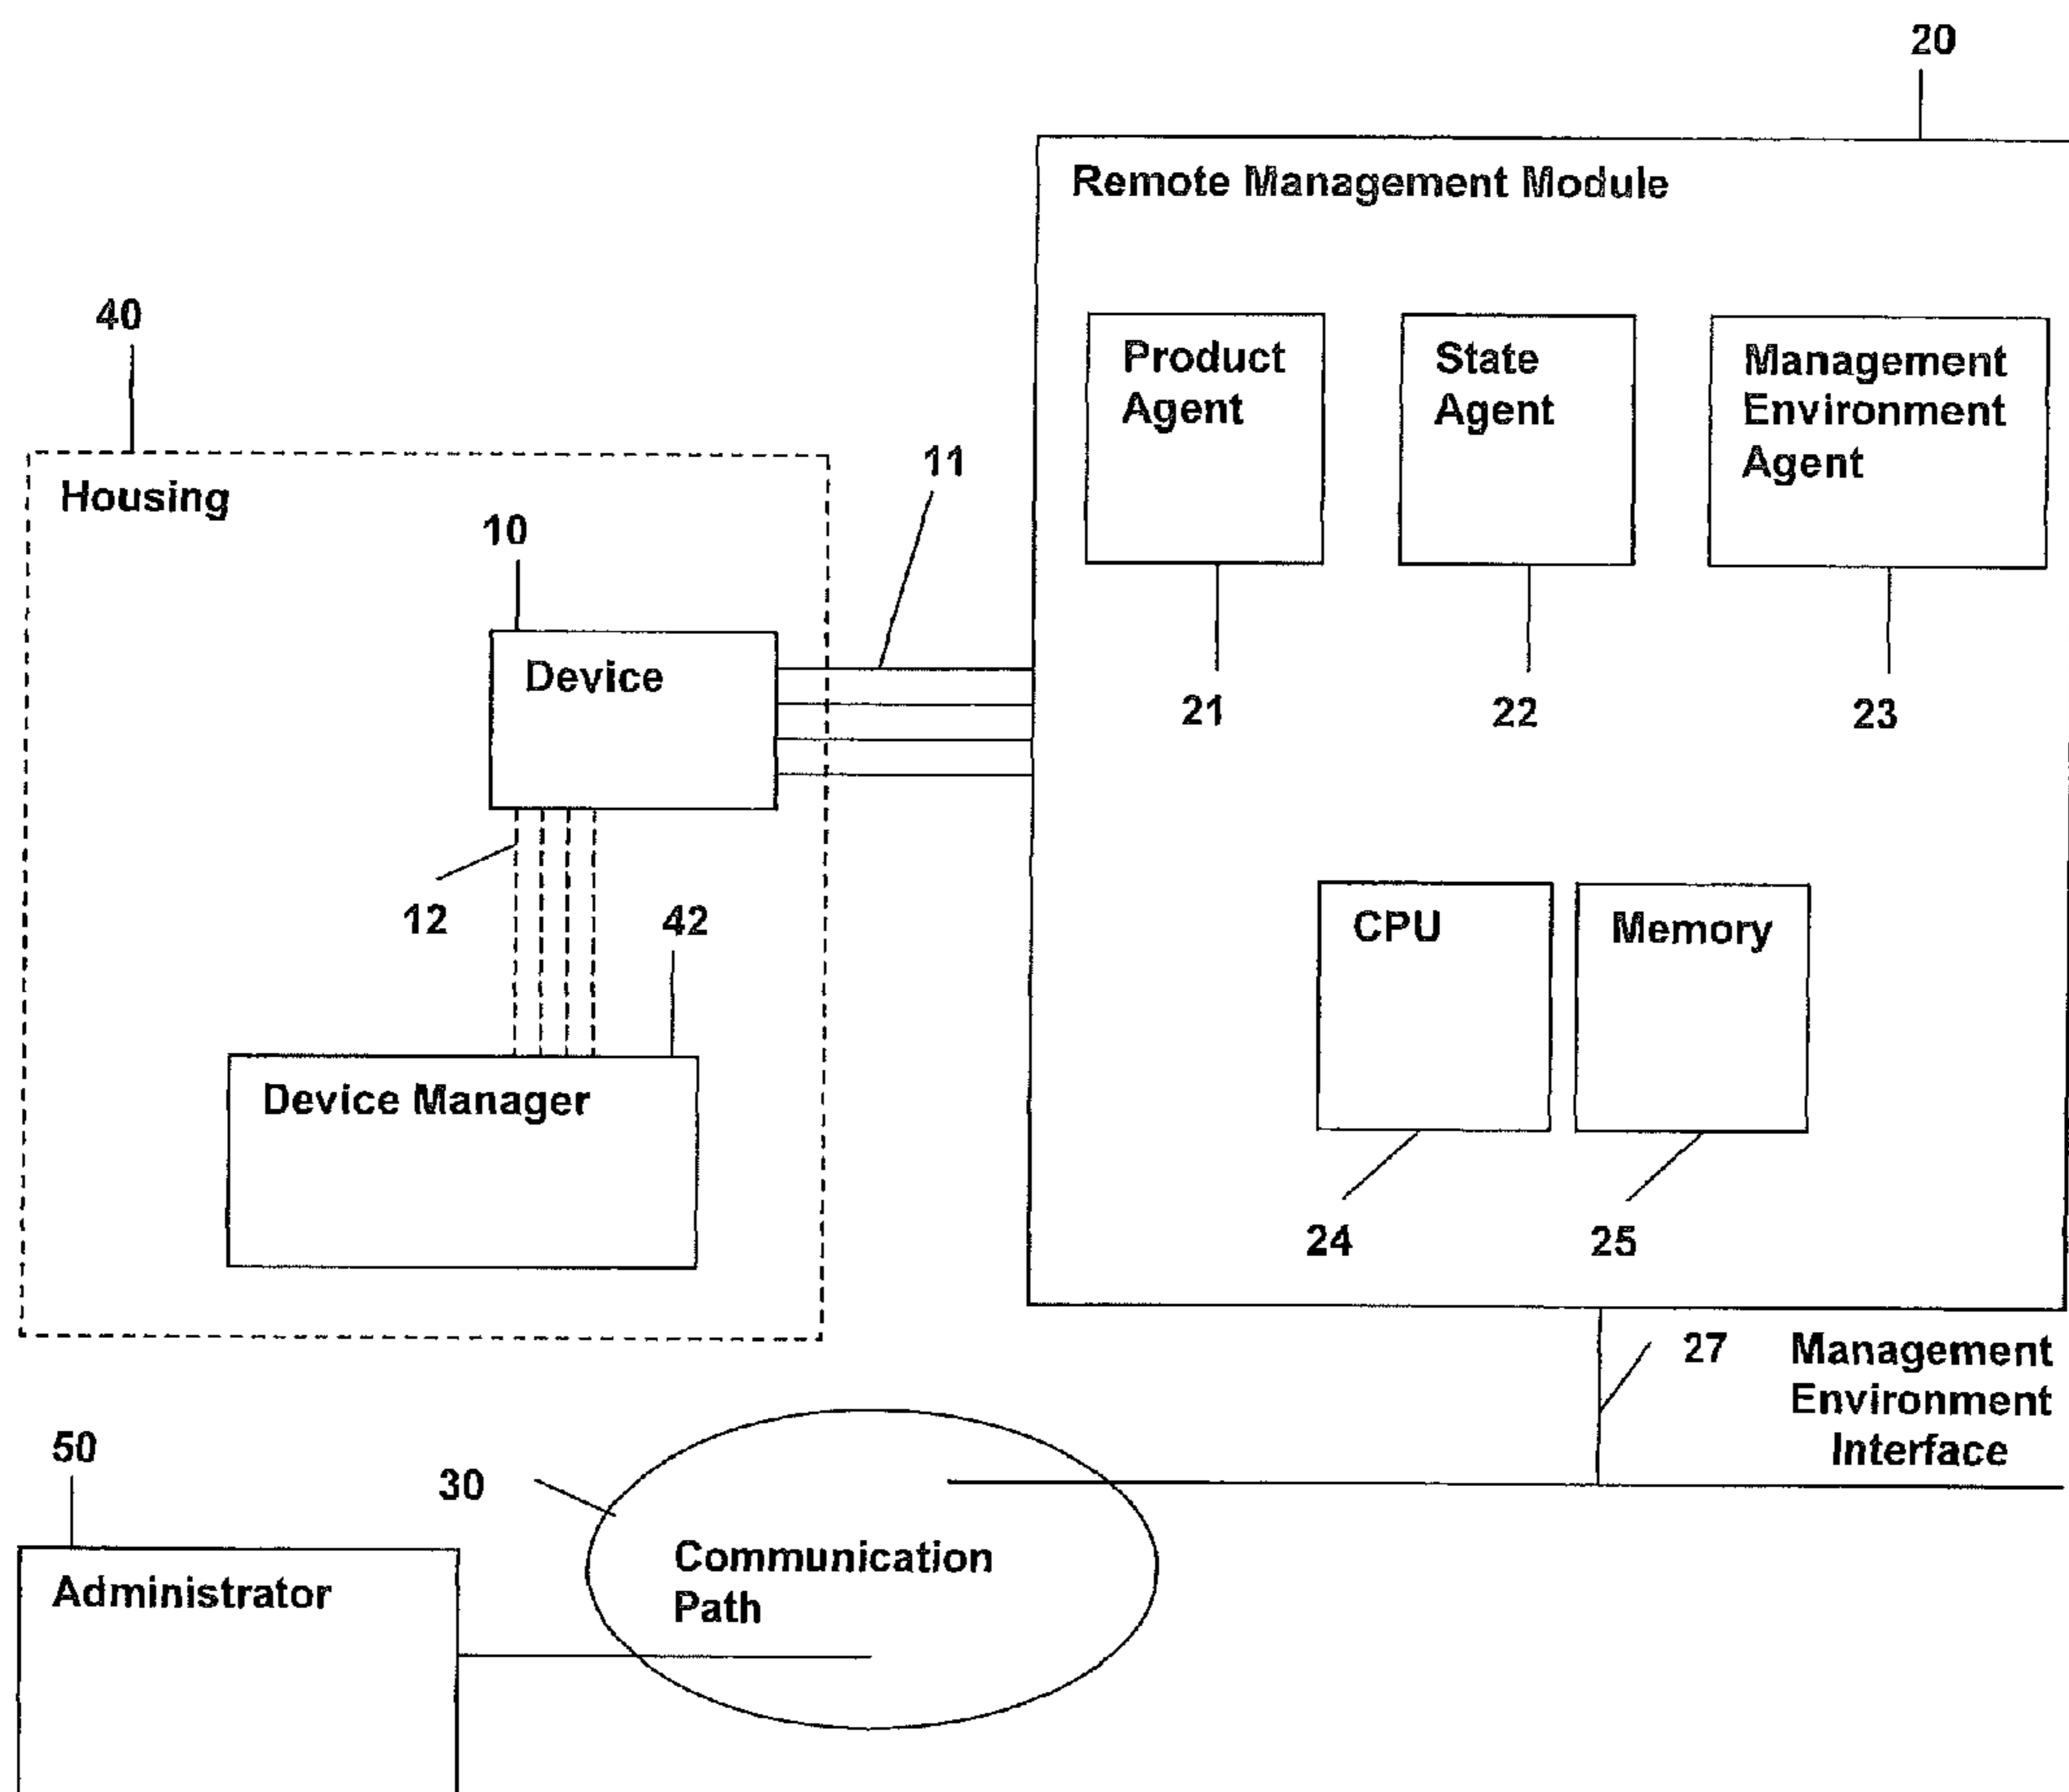 20
Remote Management Module
40
Product
Agent
State
Agent
Management
Environment
Agent
11
Housing
10
Device
21
22
23
12
42
CPU
Memory
Device Manager
24
25
27
Management
Environment
Interface
50
30
Communication
Path
Administrator